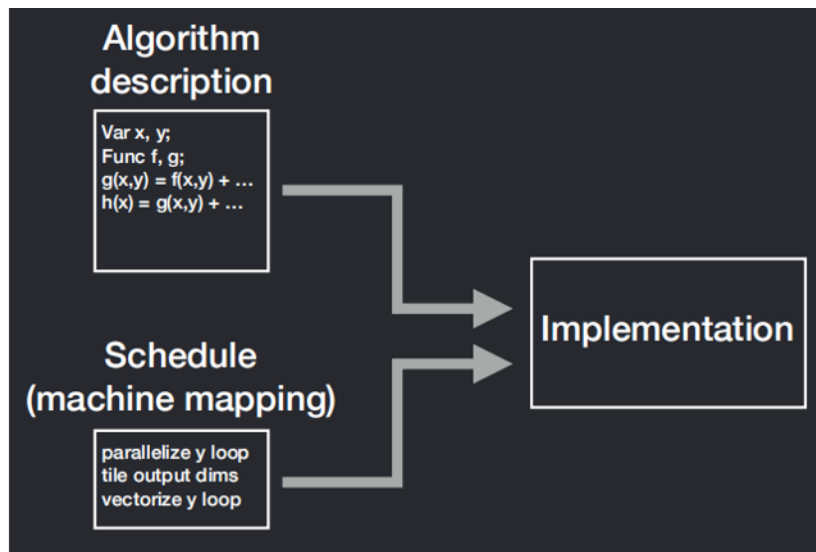 Algorithm
description
Var x, y;
Func f, g;
g(x,y) = f(x,y) + …
h(x) = g(x,y) + …
Schedule
(machine mapping)
parallelize y loop
tile output dims
vectorize y loop
Implementation